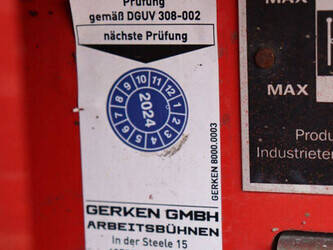 Prüfung
gemäß DGUV 308-002
nächste Prüfung
1 2 3 4 5 6 7 8 9 10 11 12
2024
GERKEN 8000.0003
GERKEN GMBH
ARBEITSBÜHNEN
In der Steele 15
MAX
MAX
Produ
Industrieter